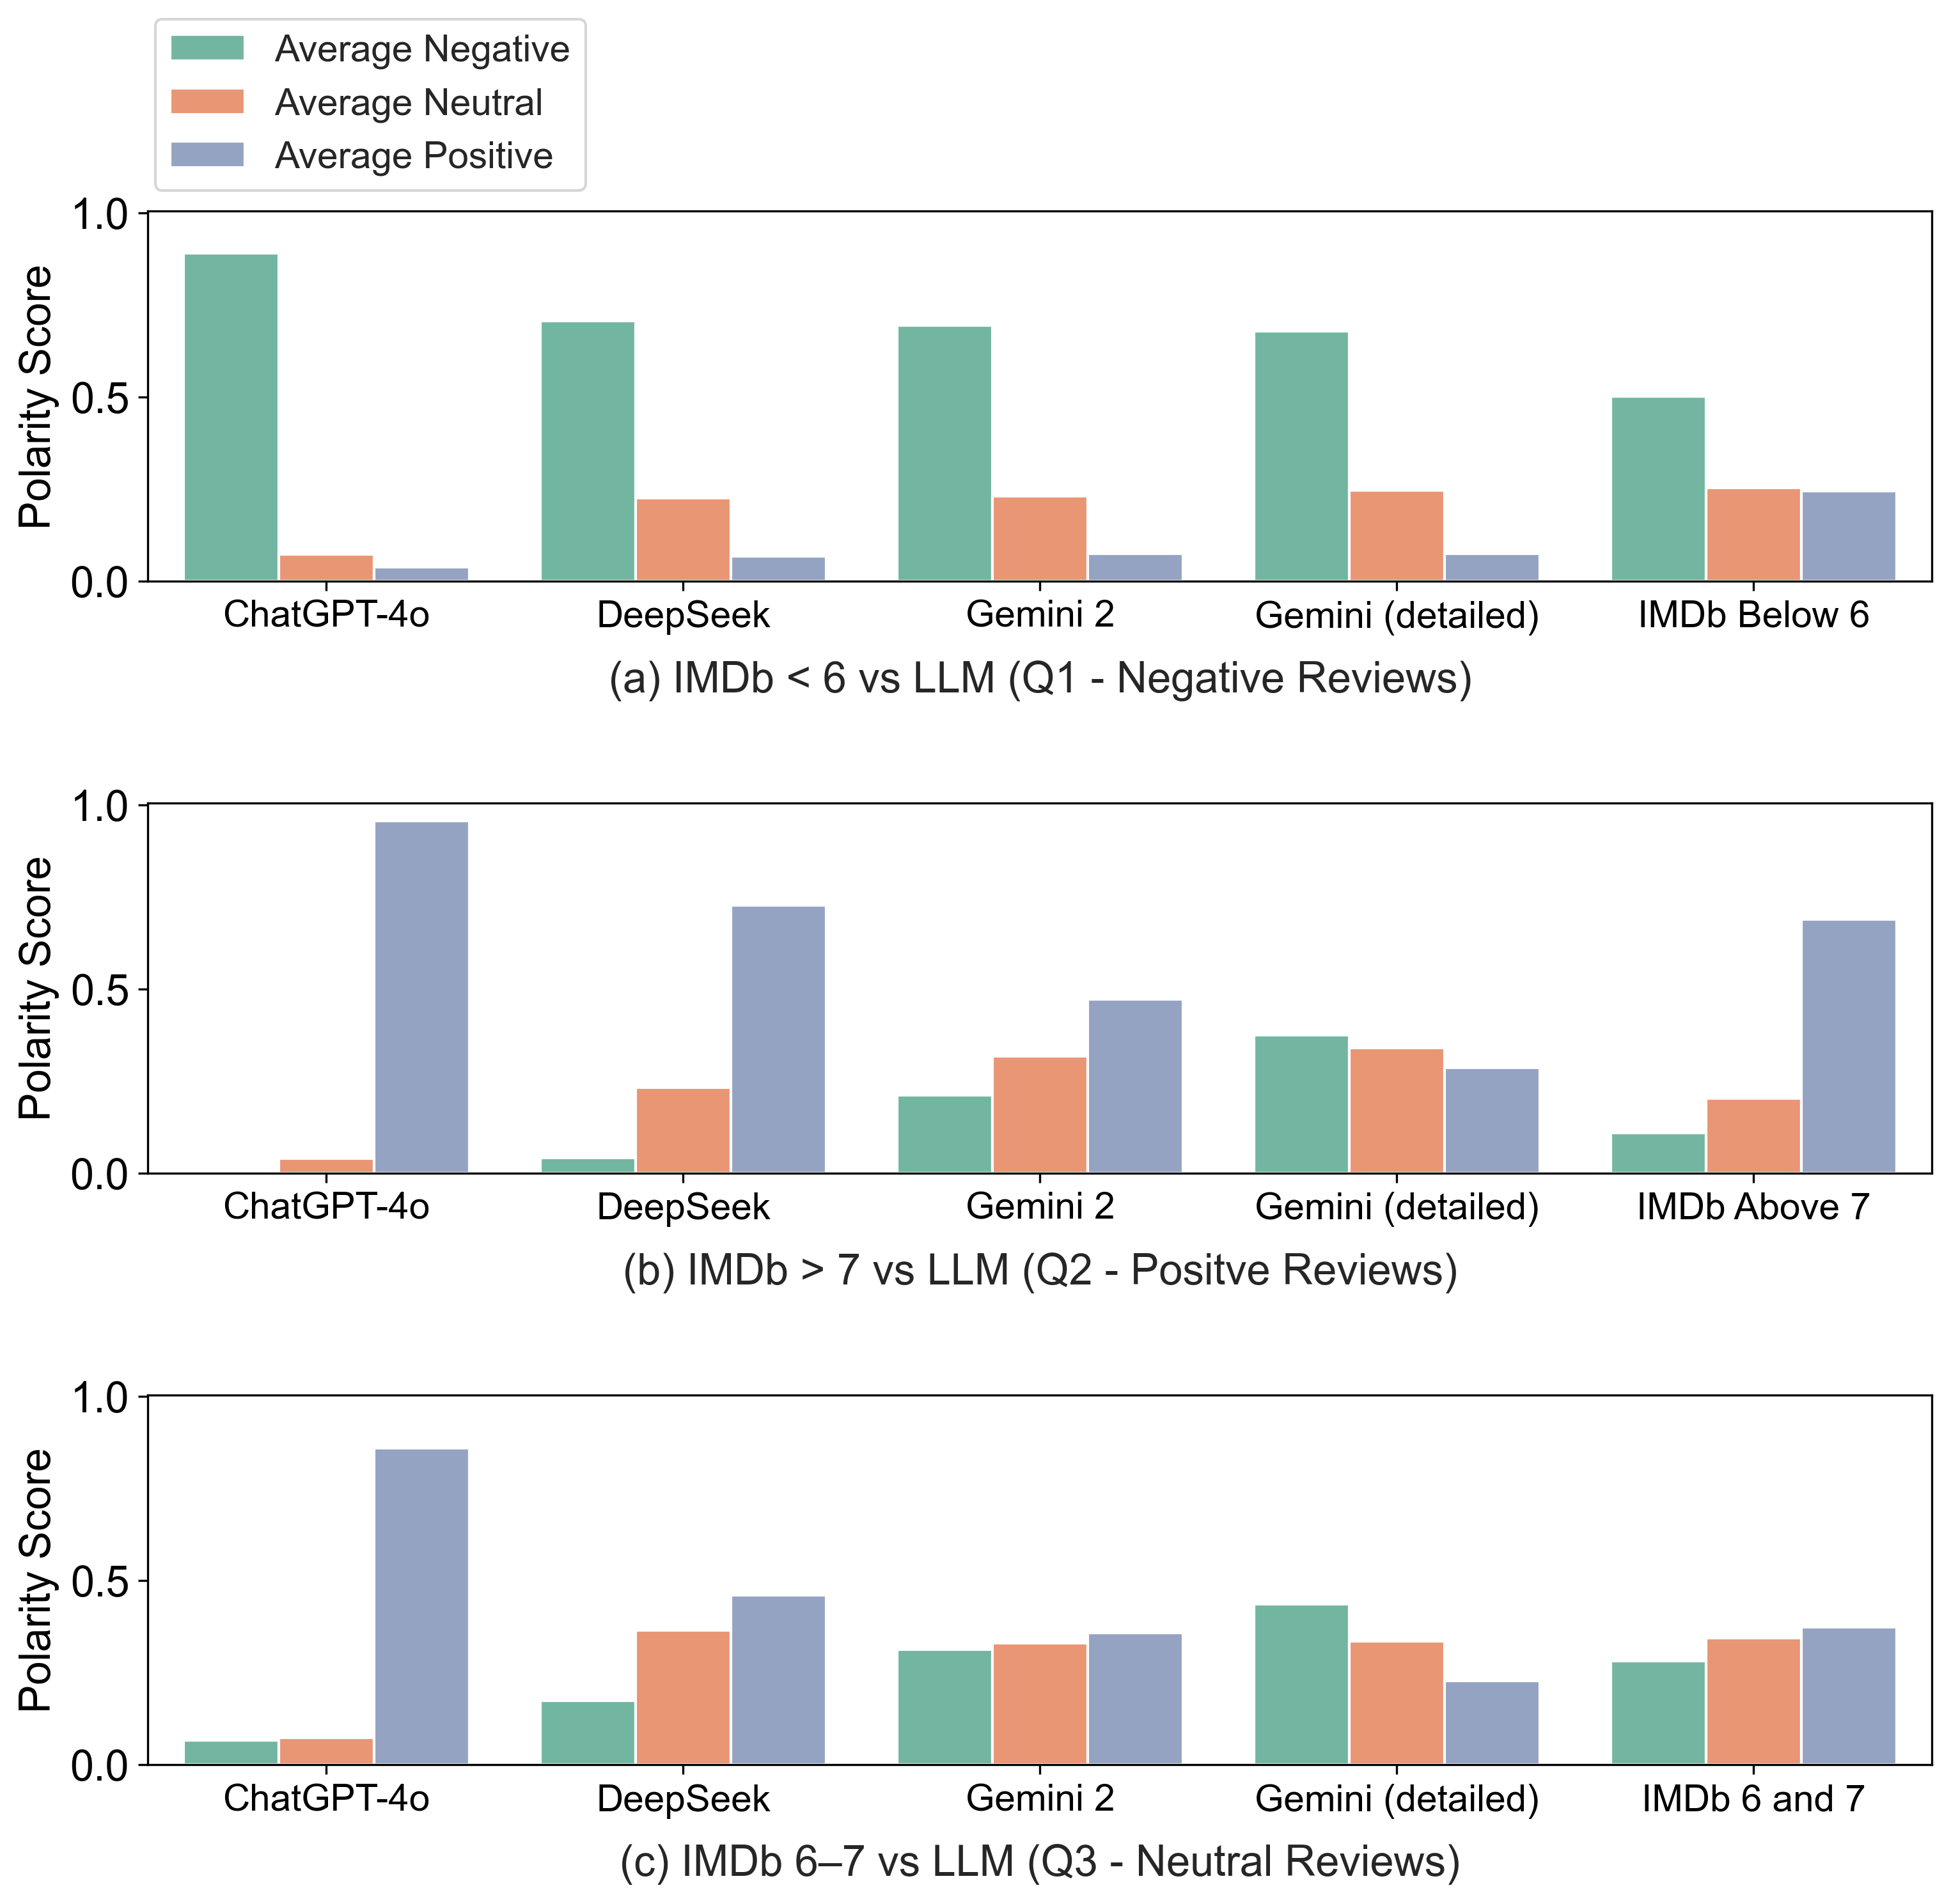 Average Negative
Average Neutral
Average Positive
1.0
0.5
0.0
Polarity Score
ChatGPT-4o DeepSeek Gemini 2 Gemini (detailed) IMDb Below 6
(a) IMDb < 6 vs LLM (Q1 - Negative Reviews)
1.0
0.5
0.0
Polarity Score
ChatGPT-4o DeepSeek Gemini 2 Gemini (detailed) IMDb Above 7
(b) IMDb > 7 vs LLM (Q2 - Positve Reviews)
1.0
0.5
0.0
Polarity Score
ChatGPT-4o DeepSeek Gemini 2 Gemini (detailed) IMDb 6 and 7
(c) IMDb 6–7 vs LLM (Q3 - Neutral Reviews)